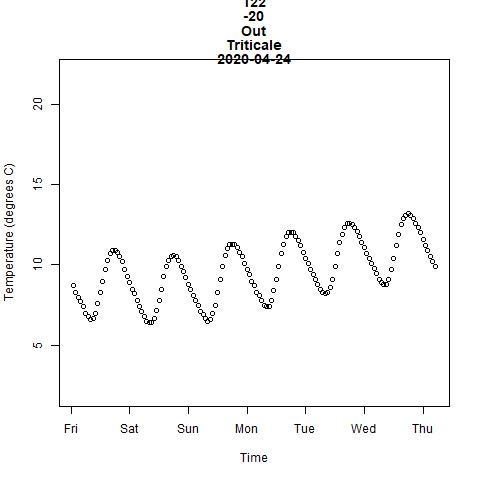 122
-20
Out
Triticale
2020-04-24
20
15
10
5
Temperature (degrees C)
Fri Sat Sun Mon Tue Wed Thu
Time